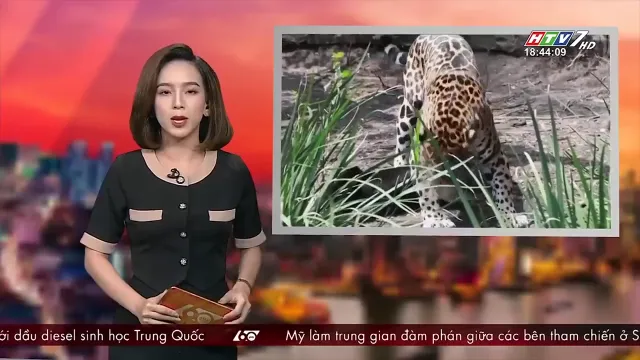 HTV7 HD
18:44:09
ới dầu diesel sinh học Trung Quốc 60 Mỹ làm trung gian đàm phán giữa các bên tham chiến ở S